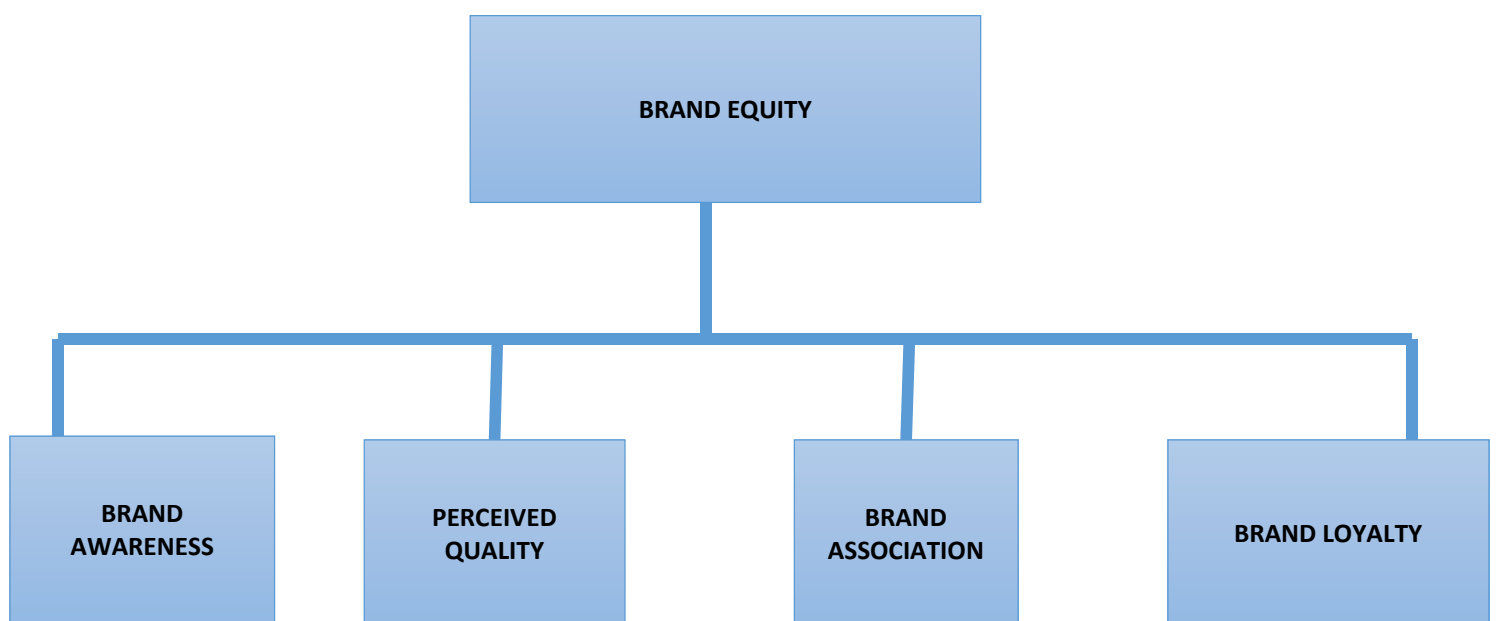 BRAND EQUITY
BRAND
AWARENESS
PERCEIVED
QUALITY
BRAND
ASSOCIATION
BRAND LOYALTY